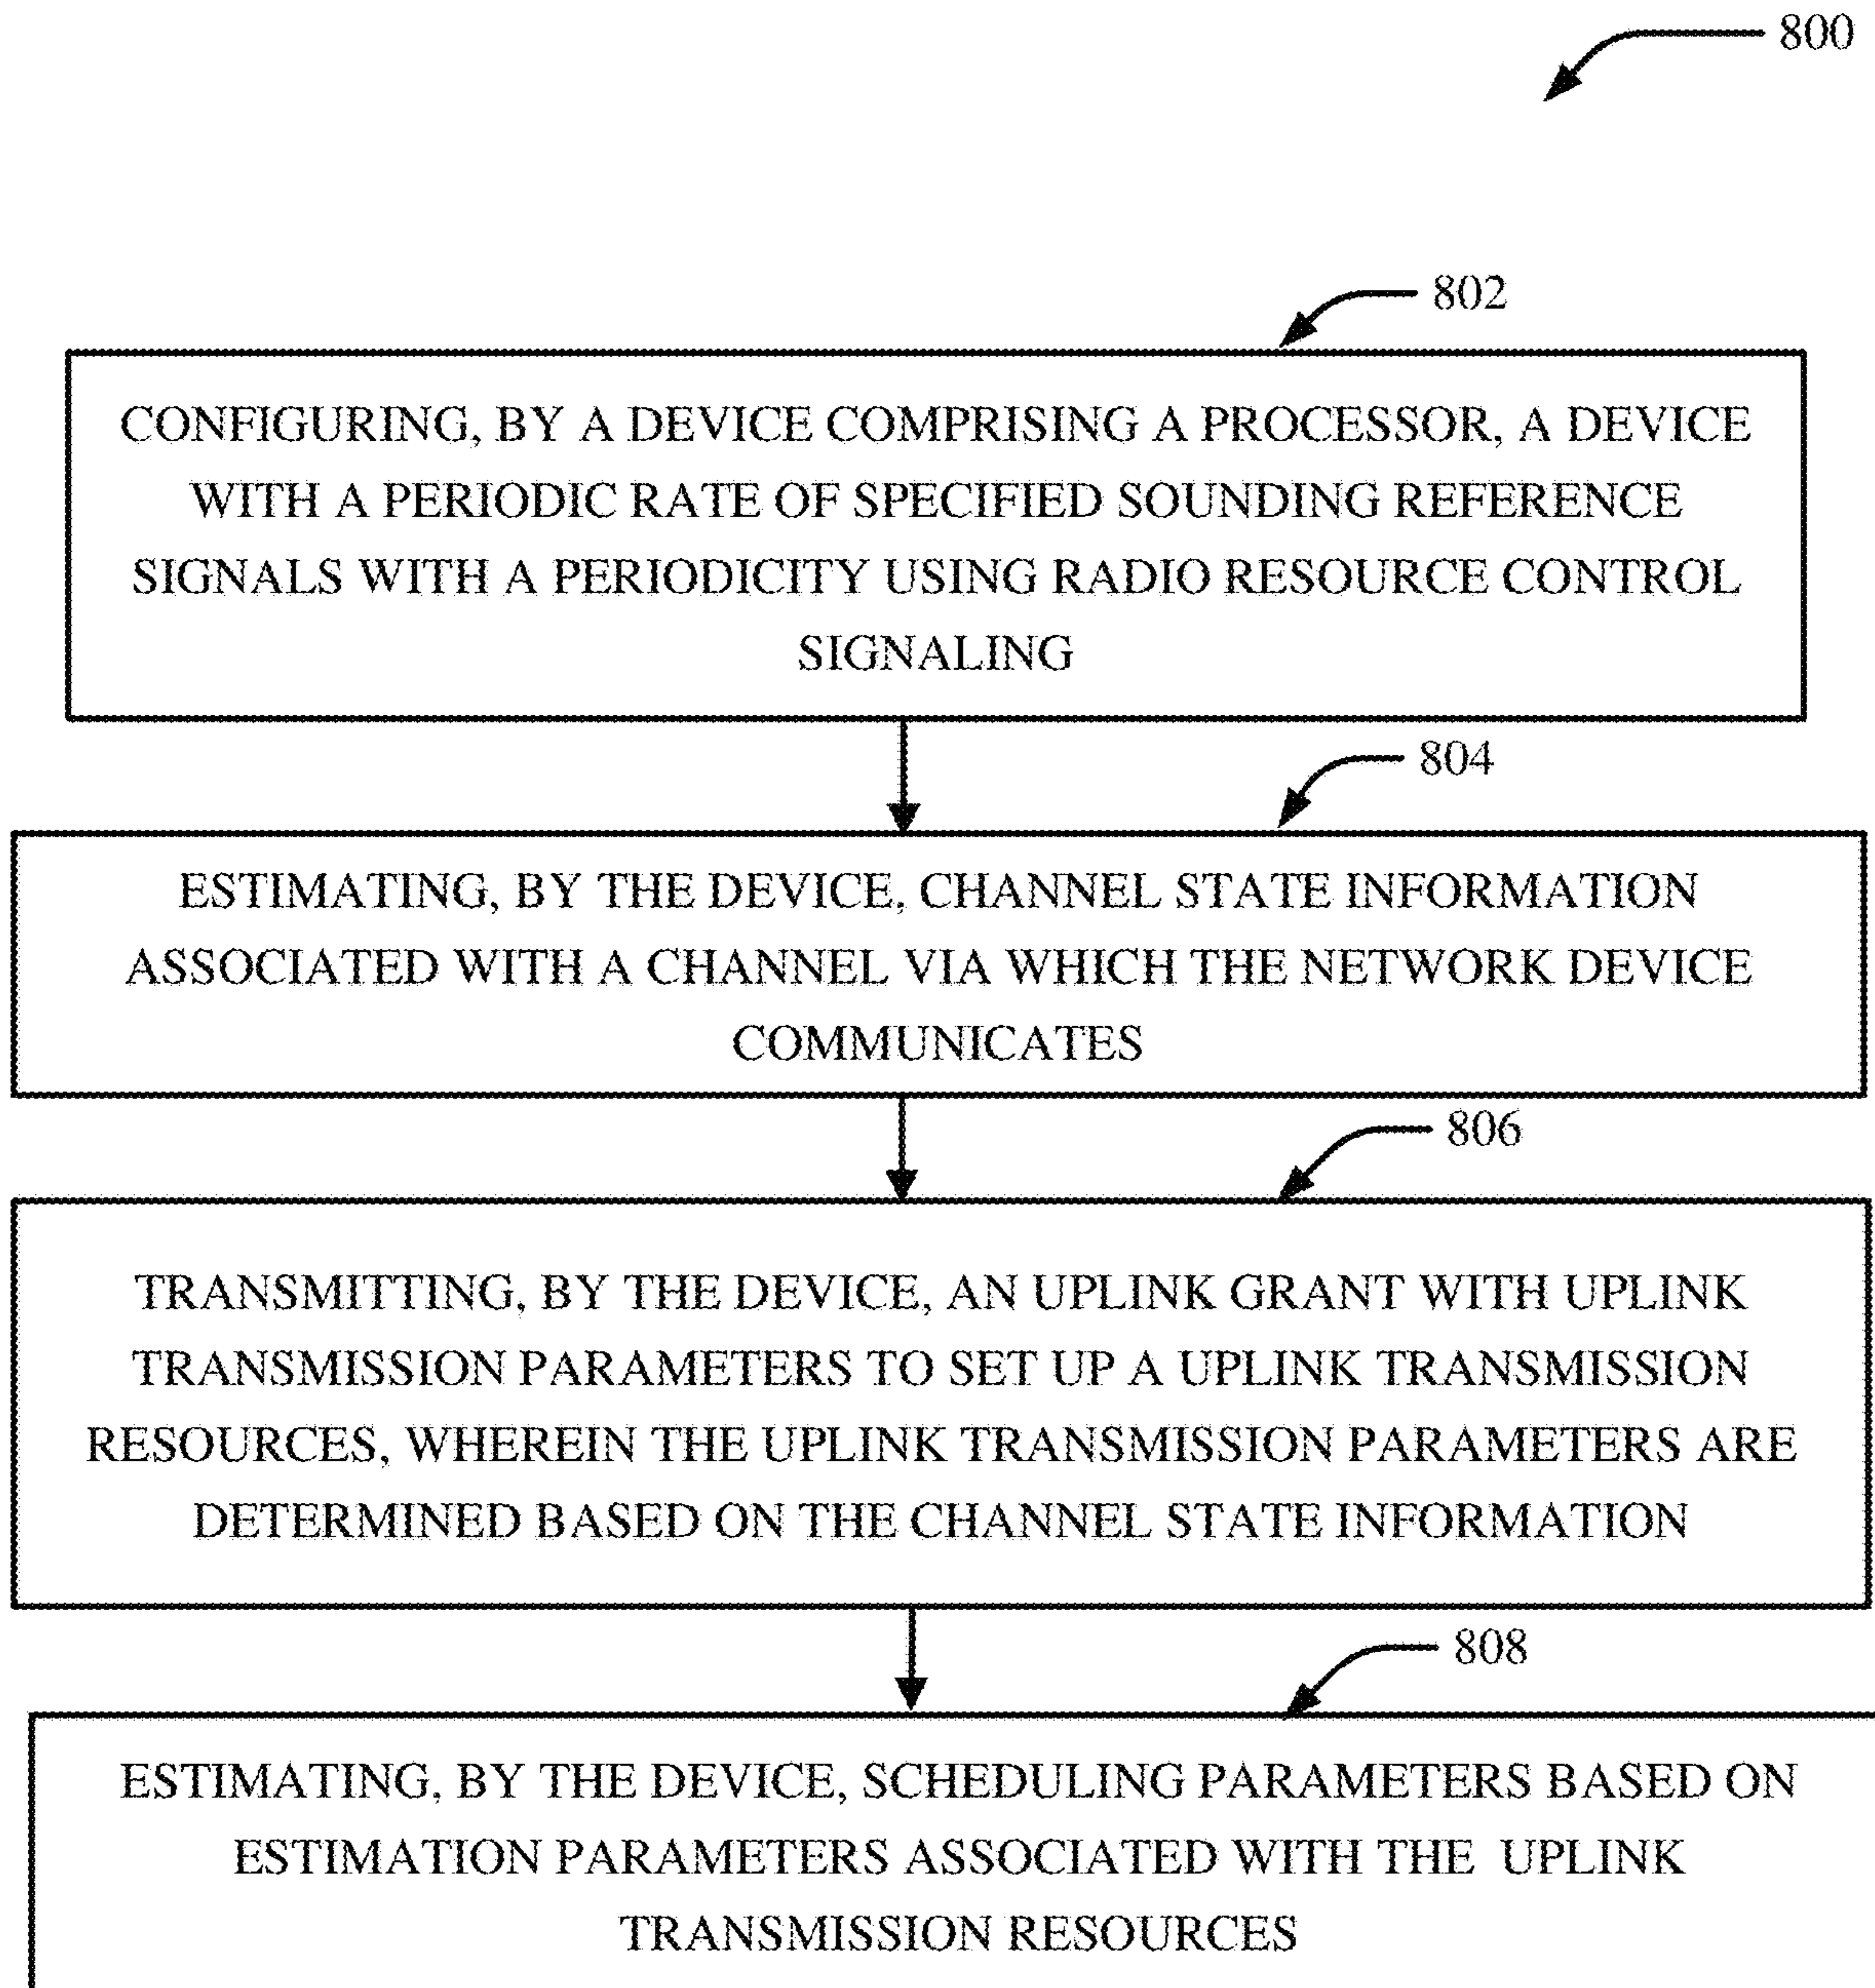 800
802
CONFIGURING, BY A DEVICE COMPRISING A PROCESSOR, A DEVICE
WITH A PERIODIC RATE OF SPECIFIED SOUNDING REFERENCE
SIGNALS WITH A PERIODICITY USING RADIO RESOURCE CONTROL
SIGNALING
804
ESTIMATING, BY THE DEVICE, CHANNEL STATE INFORMATION
ASSOCIATED WITH A CHANNEL VIA WHICH THE NETWORK DEVICE
COMMUNICATES
806
TRANSMITTING, BY THE DEVICE, AN UPLINK GRANT WITH UPLINK
TRANSMISSION PARAMETERS TO SET UP A UPLINK TRANSMISSION
RESOURCES, WHEREIN THE UPLINK TRANSMISSION PARAMETERS ARE
DETERMINED BASED ON THE CHANNEL STATE INFORMATION
808
ESTIMATING, BY THE DEVICE, SCHEDULING PARAMETERS BASED ON
ESTIMATION PARAMETERS ASSOCIATED WITH THE UPLINK
TRANSMISSION RESOURCES